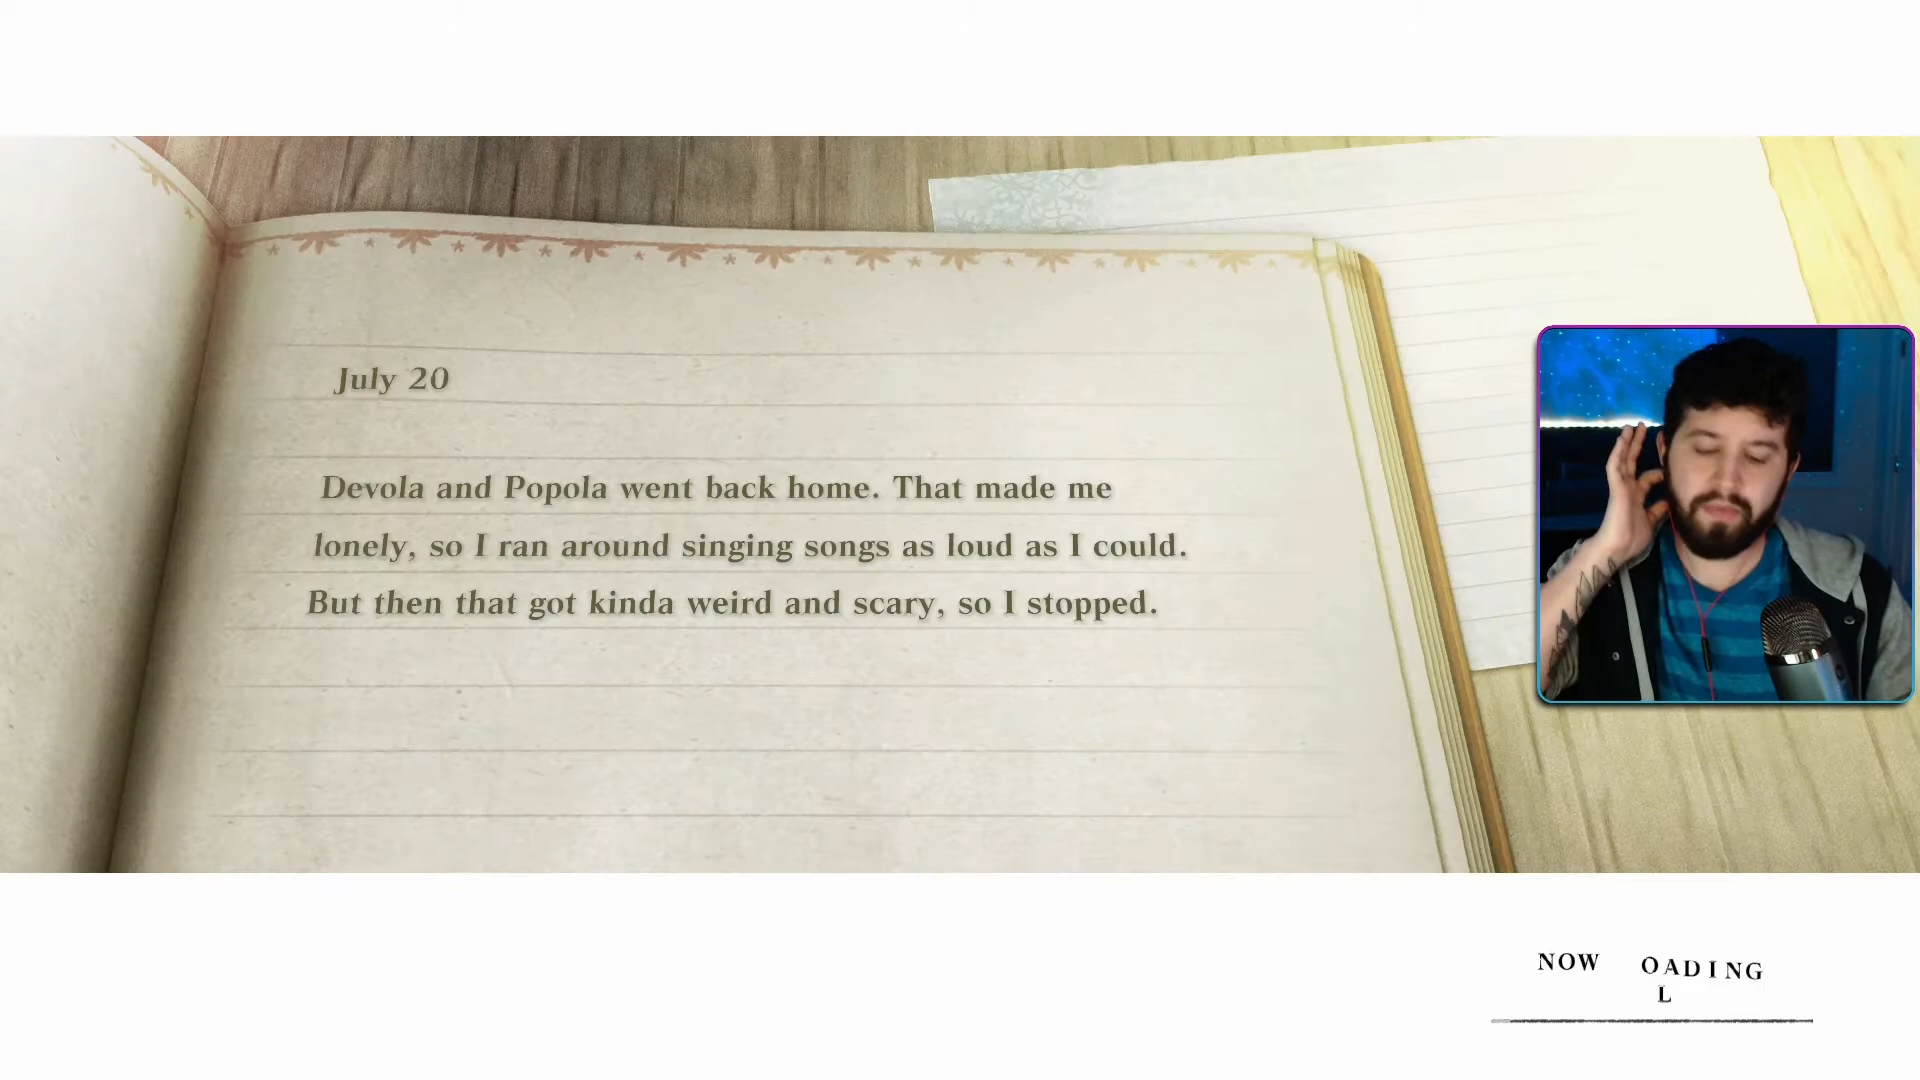 July 20
Devola and Popola went back home. That made me
lonely, so I ran around singing songs as loud as I could.
But then that got kinda weird and scary, so I stopped.
NOW LOADING